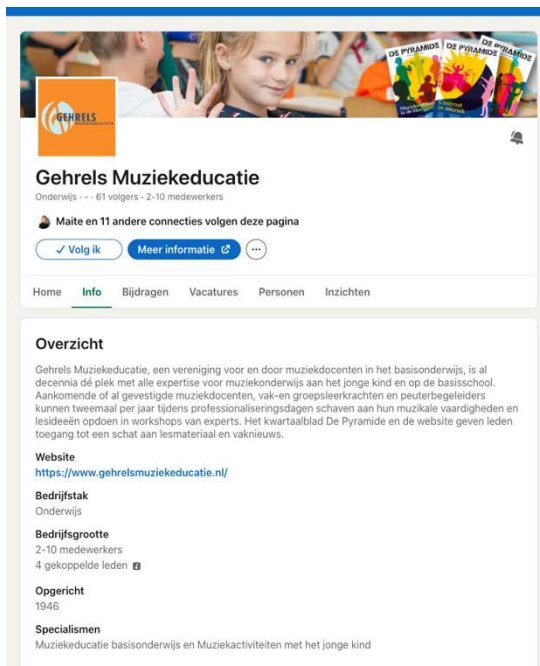 DE PYRAMIDE DE PYRAMIDE DE PYRAMIDE
GEHRELS
MUZIEKEDUCATIE
Gehrels Muziekeducatie
Onderwijs · - · 61 volgers · 2-10 medewerkers
Maite en 11 andere connecties volgen deze pagina
Volg ik Meer informatie
Home Info Bijdragen Vacatures Personen Inzichten
Overzicht
Gehrels Muziekeducatie, een vereniging voor en door muziekdocenten in het basisonderwijs, is al
decennia dé plek met alle expertise voor muziekonderwijs aan het jonge kind en op de basisschool.
Aankomende of al gevestigde muziekdocenten, vak-en groepsleerkrachten en peuterbegeleiders
kunnen tweemaal per jaar tijdens professionaliseringsdagen schaven aan hun muzikale vaardigheden en
lesideeën opdoen in workshops van experts. Het kwartaalblad De Pyramide en de website geven leden
toegang tot een schat aan lesmateriaal en vaknieuws.
Website
https://www.gehrelsmuziekeducatie.nl/
Bedrijfstak
Onderwijs
Bedrijfsgrootte
2-10 medewerkers
4 gekoppelde leden
Opgericht
1946
Specialismen
Muziekeducatie basisonderwijs en Muziekactiviteiten met het jonge kind